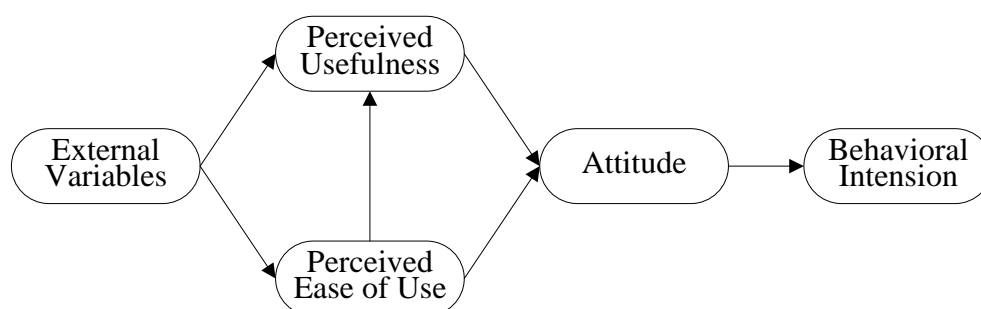 Perceived
Usefulness
External
Variables
Attitude
Behavioral
Intension
Perceived
Ease of Use